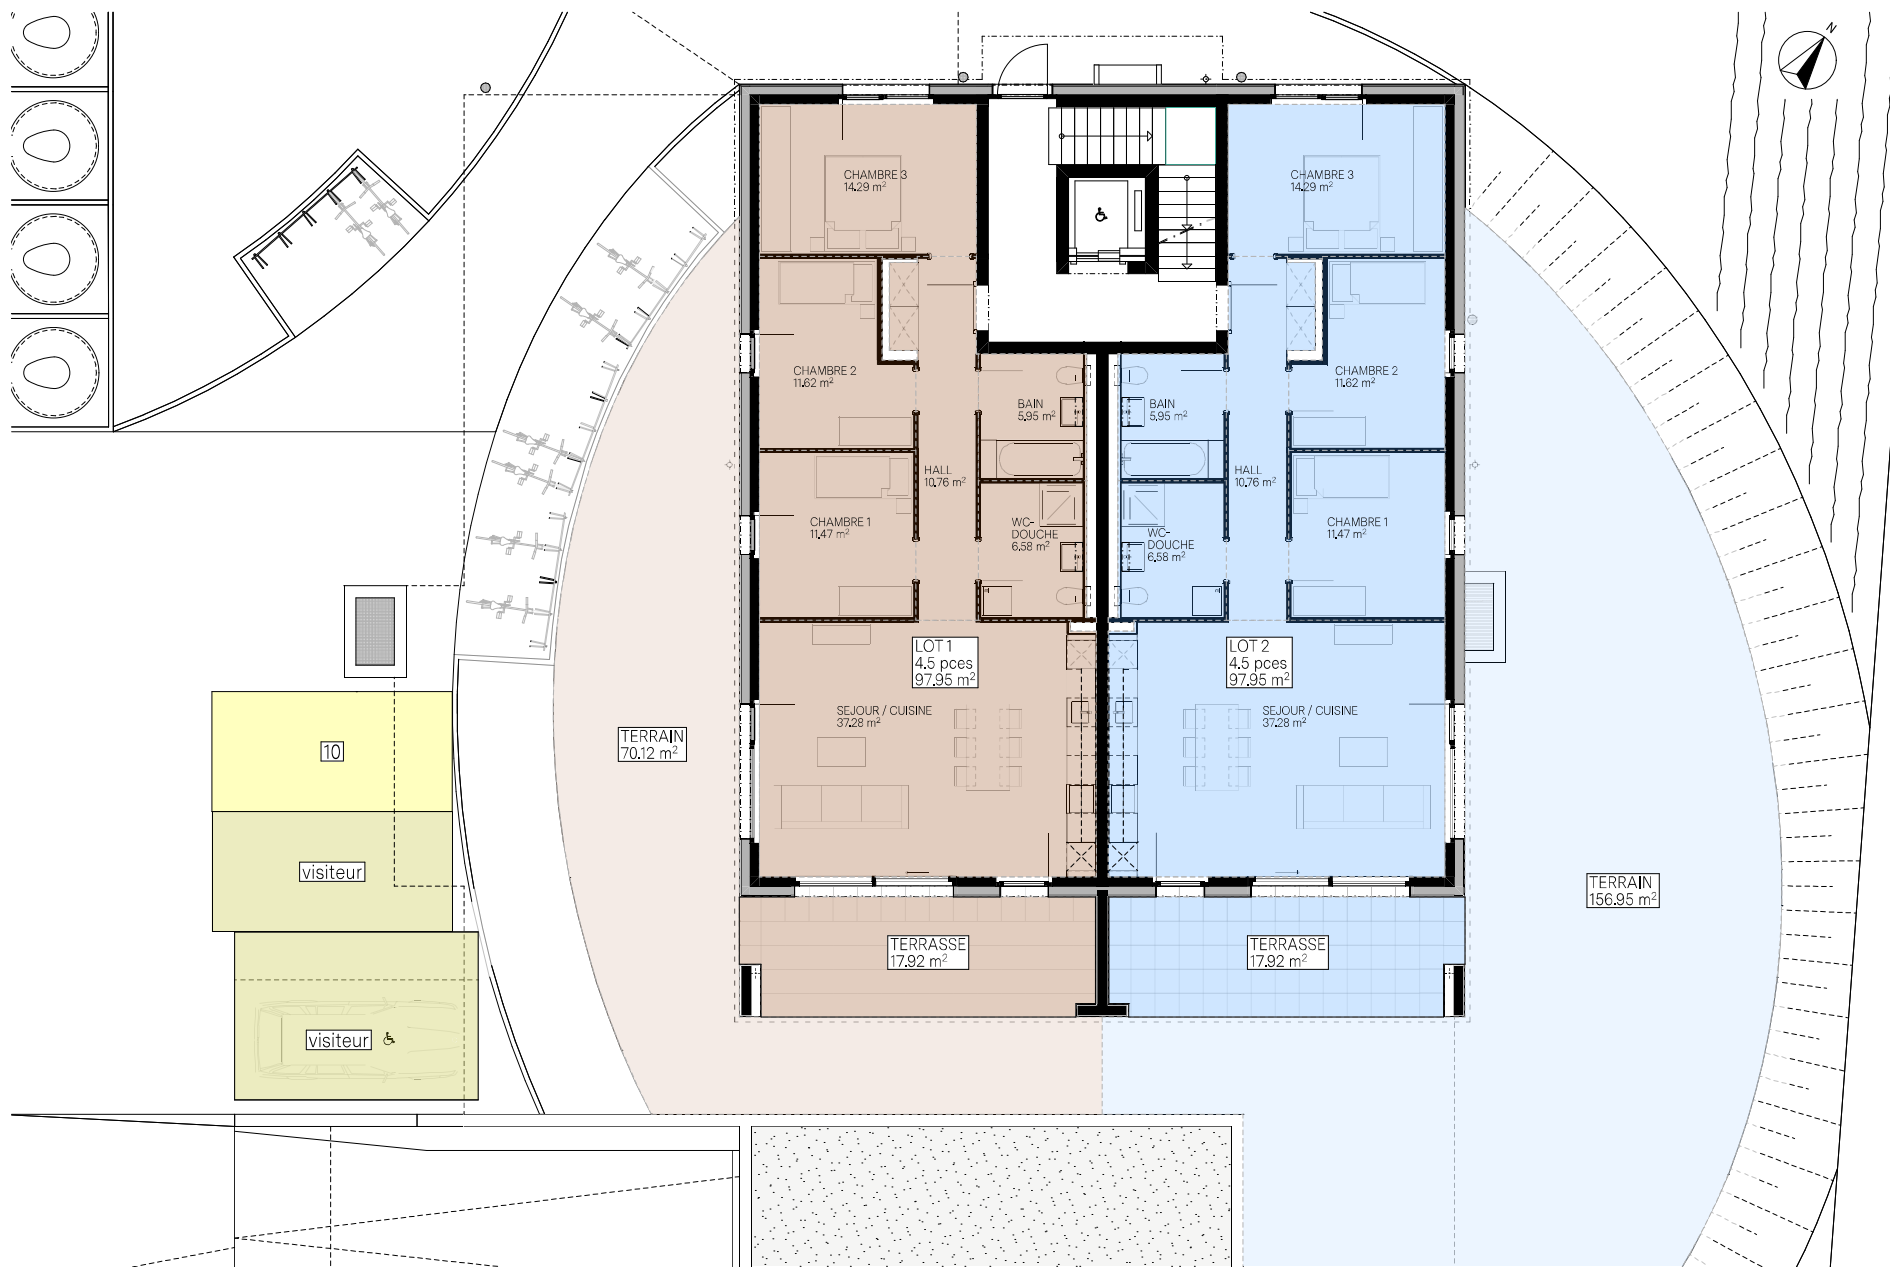 N
CHAMBRE 3
14.29 m²
CHAMBRE 3
14.29 m²
CHAMBRE 2
11.62 m²
BAIN
5.95 m²
BAIN
5.95 m²
CHAMBRE 2
11.62 m²
HALL
10.76 m²
HALL
10.76 m²
CHAMBRE 1
11.47 m²
WC-
DOUCHE
6.58 m²
WC-
DOUCHE
6.58 m²
CHAMBRE 1
11.47 m²
LOT 1
4.5 pces
97.95 m²
LOT 2
4.5 pces
97.95 m²
SEJOUR / CUISINE
37.28 m²
SEJOUR / CUISINE
37.28 m²
TERRAIN
70.12 m²
10
visiteur
TERRAIN
156.95 m²
TERRASSE
17.92 m²
TERRASSE
17.92 m²
visiteur